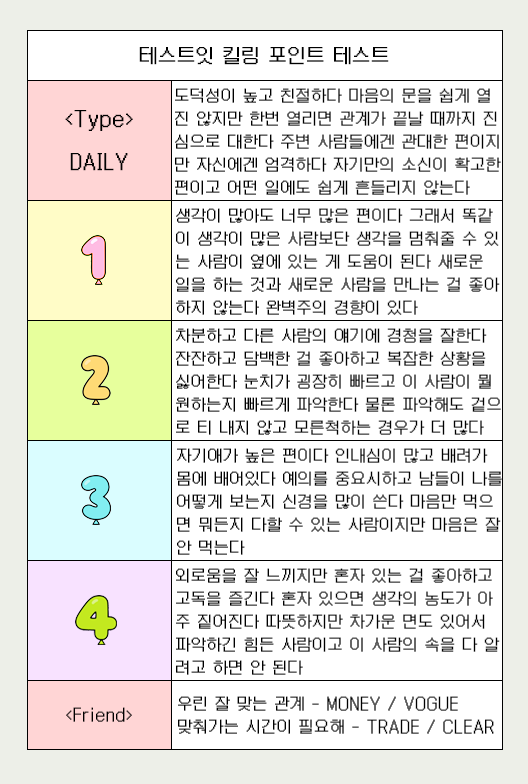 테스트잇 킬링 포인트 테스트
<Type>
DAILY
도덕성이 높고 친절하다 마음의 문을 쉽게 열
진 않지만 한번 열리면 관계가 끝날 때까지 진
심으로 대한다 주변 사람들에겐 관대한 편이지
만 자신에겐 엄격하다 자기만의 소신이 확고한
편이고 어떤 일에도 쉽게 흔들리지 않는다
1
생각이 많아도 너무 많은 편이다 그래서 똑같
이 생각이 많은 사람보단 생각을 멈춰줄 수 있
는 사람이 옆에 있는 게 도움이 된다 새로운
일을 하는 것과 새로운 사람을 만나는 걸 좋아
하지 않는다 완벽주의 경향이 있다
2
차분하고 다른 사람의 얘기에 경청을 잘한다
잔잔하고 담백한 걸 좋아하고 복잡한 상황을
싫어한다 눈치가 굉장히 빠르고 이 사람이 뭘
원하는지 빠르게 파악한다 물론 파악해도 겉으
로 티 내지 않고 모른척하는 경우가 더 많다
3
자기애가 높은 편이다 인내심이 많고 배려가
몸에 배어있다 예의를 중요시하고 남들이 나를
어떻게 보는지 신경을 많이 쓴다 마음만 먹으
면 뭐든지 다할 수 있는 사람이지만 마음은 잘
안 먹는다
4
외로움을 잘 느끼지만 혼자 있는 걸 좋아하고
고독을 즐긴다 혼자 있으면 생각의 농도가 아
주 짙어진다 따뜻하지만 차가운 면도 있어서
파악하긴 힘든 사람이고 이 사람의 속을 다 알
려고 하면 안 된다
<Friend>
우린 잘 맞는 관계 - MONEY / VOGUE
맞춰가는 시간이 필요해 - TRADE / CLEAR